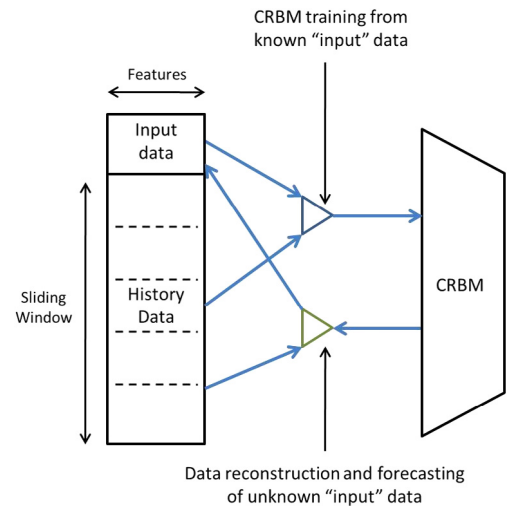 CRBM training from
known “input” data
Features
Input
data
Sliding
Window
History
Data
CRBM
Data reconstruction and forecasting
of unknown “input” data